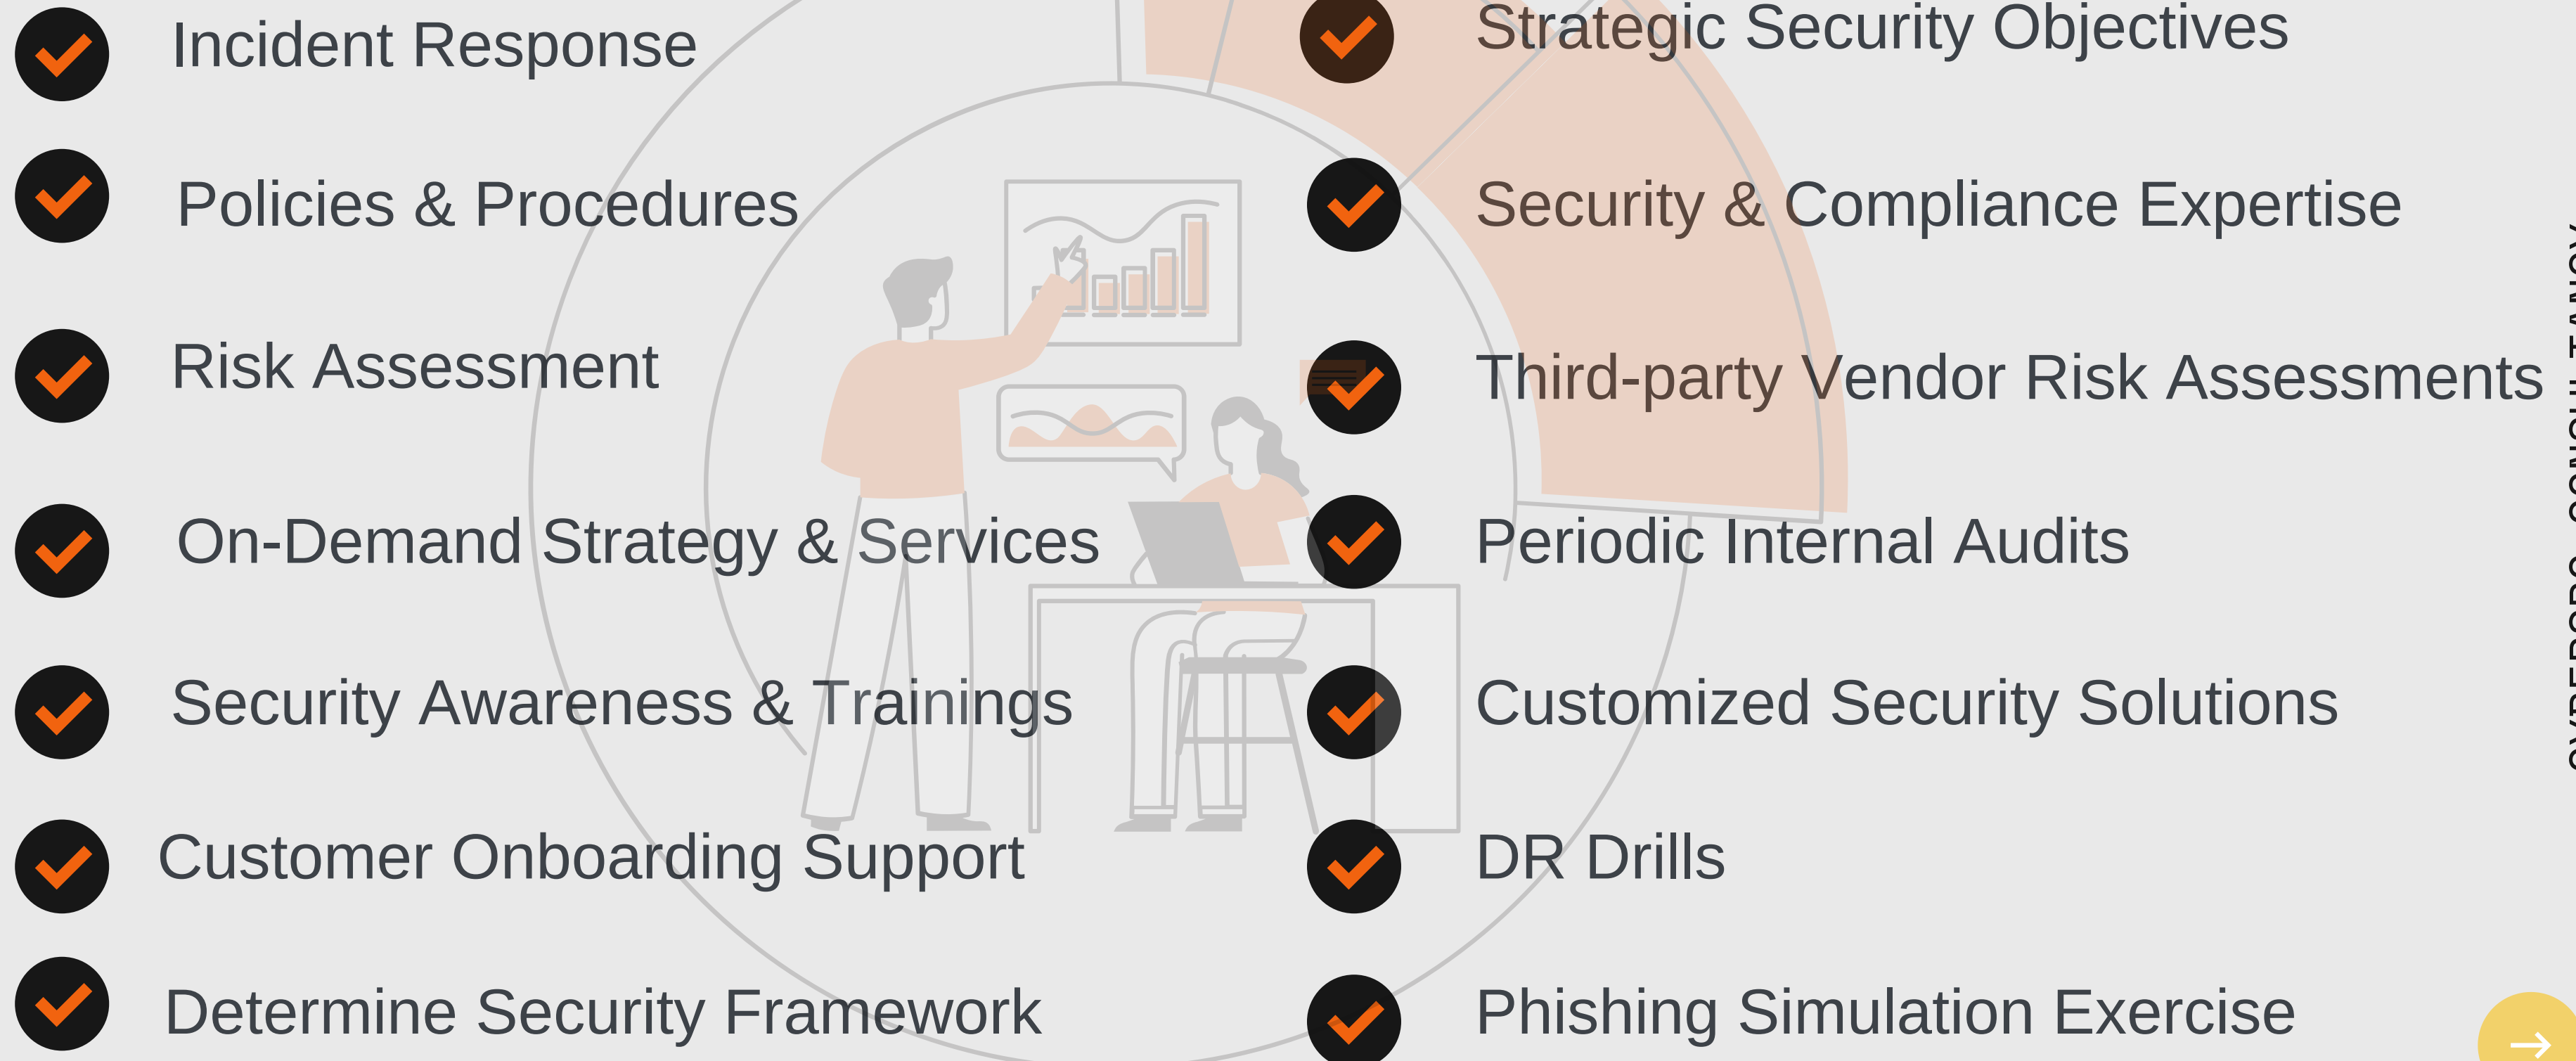 Incident Response
Policies & Procedures
Risk Assessment
On-Demand Strategy & Services
Security Awareness & Trainings
Customer Onboarding Support
Determine Security Framework
Strategic Security Objectives
Security & Compliance Expertise
Third-party Vendor Risk Assessments
Periodic Internal Audits
Customized Security Solutions
DR Drills
Phishing Simulation Exercise